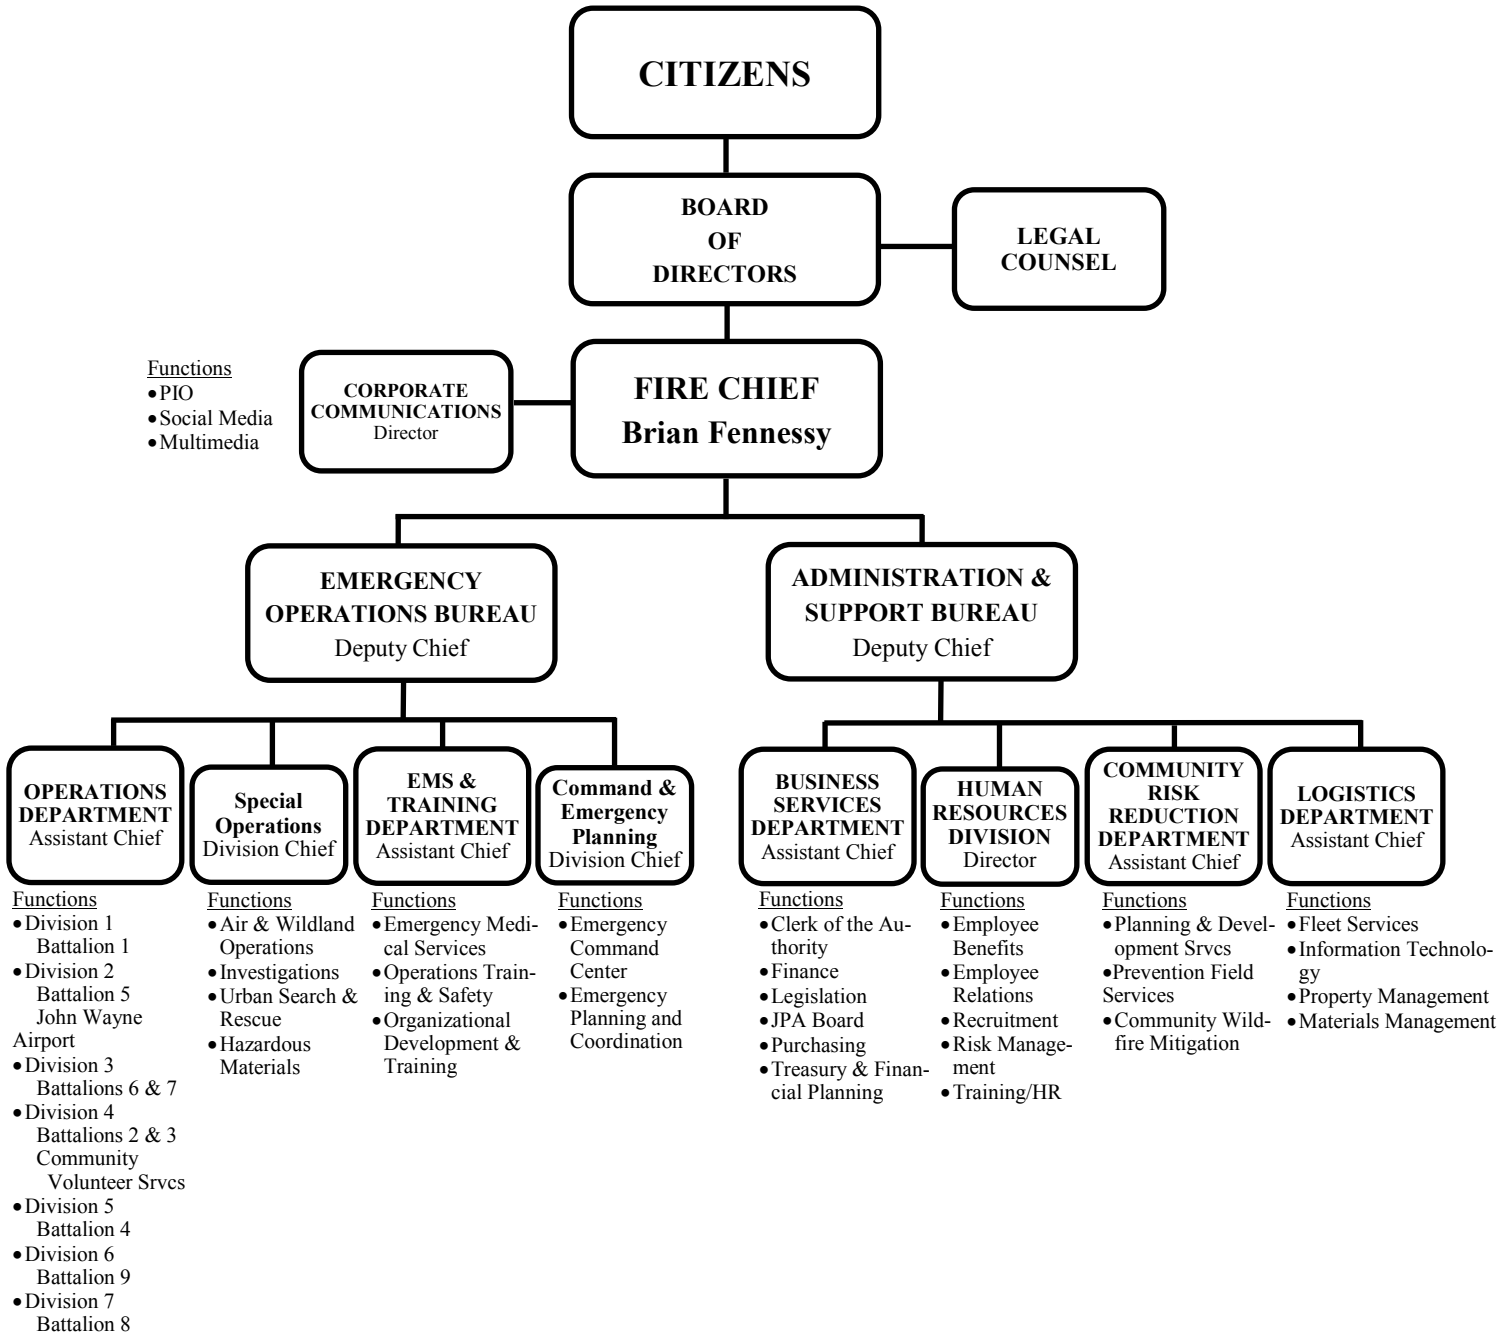 CITIZENS
BOARD
OF
DIRECTORS
LEGAL
COUNSEL
Functions
•PIO
•Social Media
•Multimedia
CORPORATE
COMMUNICATIONS
Director
FIRE CHIEF
Brian Fennessy
EMERGENCY
OPERATIONS BUREAU
Deputy Chief
ADMINISTRATION &
SUPPORT BUREAU
Deputy Chief
OPERATIONS
DEPARTMENT
Assistant Chief
Functions
•Division 1
Battalion 1
•Division 2
Battalion 5
John Wayne
Airport
•Division 3
Battalions 6 & 7
•Division 4
Battalions 2 & 3
Community
Volunteer Srvcs
•Division 5
Battalion 4
•Division 6
Battalion 9
•Division 7
Battalion 8
Special
Operations
Division Chief
Functions
•Air & Wildland
Operations
•Investigations
•Urban Search &
Rescue
•Hazardous
Materials
EMS &
TRAINING
DEPARTMENT
Assistant Chief
Functions
•Emergency Medi-
cal Services
•Operations Train-
ing & Safety
•Organizational
Development &
Training
Command &
Emergency
Planning
Division Chief
Functions
•Emergency
Command
Center
•Emergency
Planning and
Coordination
BUSINESS
SERVICES
DEPARTMENT
Assistant Chief
Functions
•Clerk of the Au-
thority
•Finance
•Legislation
•JPA Board
•Purchasing
•Treasury & Finan-
cial Planning
HUMAN
RESOURCES
DIVISION
Director
Functions
•Employee
Benefits
•Employee
Relations
•Recruitment
•Risk Manage-
ment
•Training/HR
COMMUNITY
RISK
REDUCTION
DEPARTMENT
Assistant Chief
Functions
•Planning & Devel-
opment Srvcs
•Prevention Field
Services
•Community Wild-
fire Mitigation
LOGISTICS
DEPARTMENT
Assistant Chief
Functions
•Fleet Services
•Information Technolo-
gy
•Property Management
•Materials Management